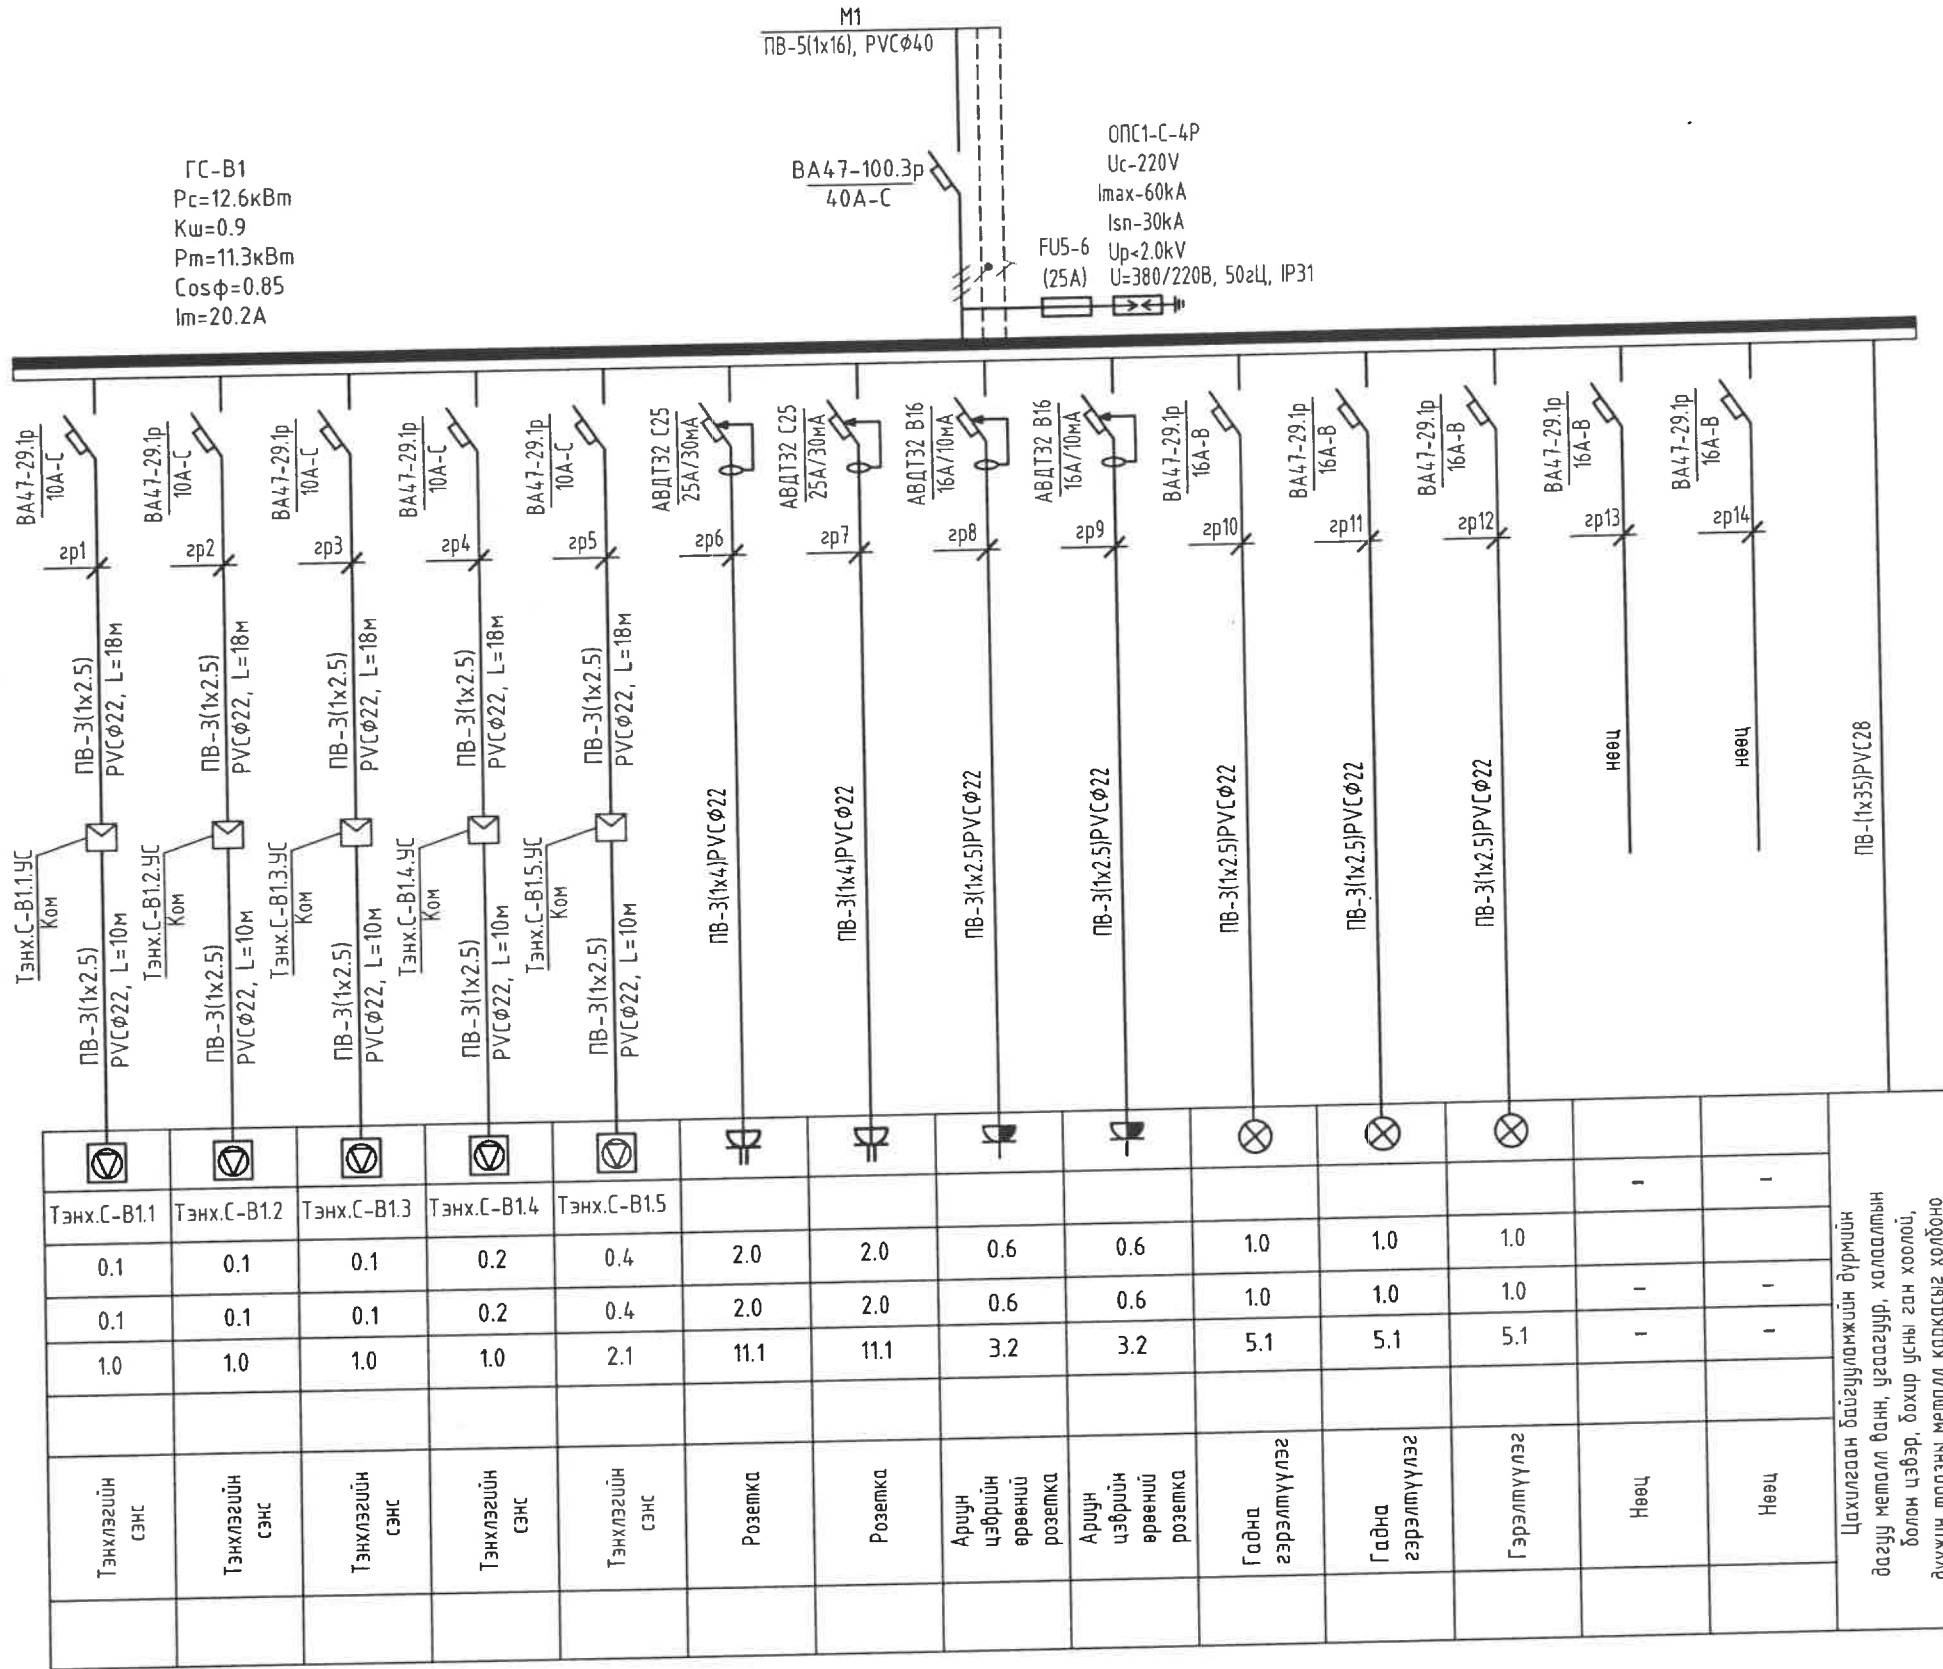 М1
ПВ-5(1x16), PVCФ40
ГС-В1
Рс=12.6кВт
Кш=0.9
Рт=11.3кВт
Cosф=0.85
Iт=20.2А
ВА47-100.3р
40А-С
ОПС1-С-4Р
Uc-220V
Imax-60kA
Isn-30kA
Up<2.0kV
U=380/220В, 50гЦ, IP31
FU5-6
(25А)
ВА47-29.1р
10А-С
ВА47-29.1р
10А-С
ВА47-29.1р
10А-С
ВА47-29.1р
10А-С
ВА47-29.1р
10А-С
АВДТ32 С25
25А/30мА
АВДТ32 С25
25А/30мА
АВДТ32 В16
16А/10мА
АВДТ32 В16
16А/10мА
ВА47-29.1р
16А-В
ВА47-29.1р
16А-В
ВА47-29.1р
16А-В
ВА47-29.1р
16А-В
ВА47-29.1р
16А-В
гр1
гр2
гр3
гр4
гр5
гр6
гр7
гр8
гр9
гр10
гр11
гр12
гр13
гр14
ПВ-3(1x2.5)
PVCФ22, L=18м
ПВ-3(1x2.5)
PVCФ22, L=18м
ПВ-3(1x2.5)
PVCФ22, L=18м
ПВ-3(1x2.5)
PVCФ22, L=18м
ПВ-3(1x2.5)
PVCФ22, L=18м
Тэнх.С-В1.1.УС
Ком
Тэнх.С-В1.2.УС
Ком
Тэнх.С-В1.3.УС
Ком
Тэнх.С-В1.4.УС
Ком
Тэнх.С-В1.5.УС
Ком
ПВ-3(1x2.5)
PVCФ22, L=10м
ПВ-3(1x2.5)
PVCФ22, L=10м
ПВ-3(1x2.5)
PVCФ22, L=10м
ПВ-3(1x2.5)
PVCФ22, L=10м
ПВ-3(1x2.5)
PVCФ22, L=10м
ПВ-3(1x4)PVCФ22
ПВ-3(1x4)PVCФ22
ПВ-3(1x2.5)PVCФ22
ПВ-3(1x2.5)PVCФ22
ПВ-3(1x2.5)PVCФ22
ПВ-3(1x2.5)PVCФ22
ПВ-3(1x2.5)PVCФ22
нөөц
нөөц
ПВ-(1x35)PVC28
Тэнх.С-В1.1 Тэнх.С-В1.2 Тэнх.С-В1.3 Тэнх.С-В1.4 Тэнх.С-В1.5 - -
0.1 0.1 0.1 0.2 0.4 2.0 2.0 0.6 0.6 1.0 1.0 1.0
0.1 0.1 0.1 0.2 0.4 2.0 2.0 0.6 0.6 1.0 1.0 1.0 - -
1.0 1.0 1.0 1.0 2.1 11.1 11.1 3.2 3.2 5.1 5.1 5.1 - -
Тэнхлэгийн
сэнс
Тэнхлэгийн
сэнс
Тэнхлэгийн
сэнс
Тэнхлэгийн
сэнс
Тэнхлэгийн
сэнс
Розетка
Розетка
Ариун
цэврийн
өрөөний
розетка
Ариун
цэврийн
өрөөний
розетка
Гадна
гэрэлтүүлэг
Гадна
гэрэлтүүлэг
Гэрэлтүүлэг
Нөөц
Нөөц
Цахилгаан байгууламжийн дүрмийн
дагуу металл ванн, угаагуур, халаалтын
болон цэвэр, бохир усны ган хоолой,
металл каркасыг холбоно